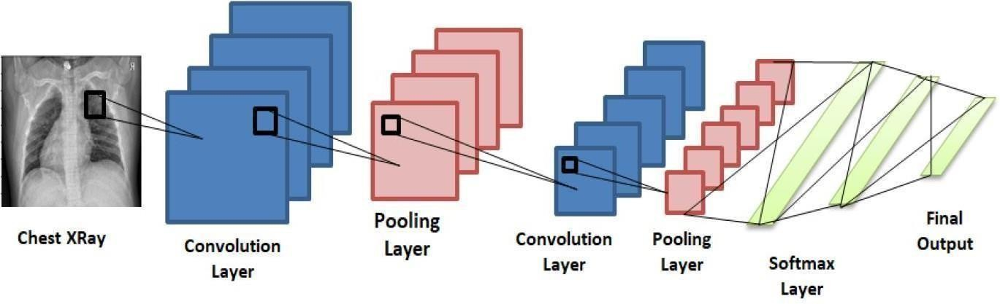 Chest XRay
Convolution
Layer
Pooling
Layer
Convolution
Layer
Pooling
Layer
Softmax
Layer
Final
Output